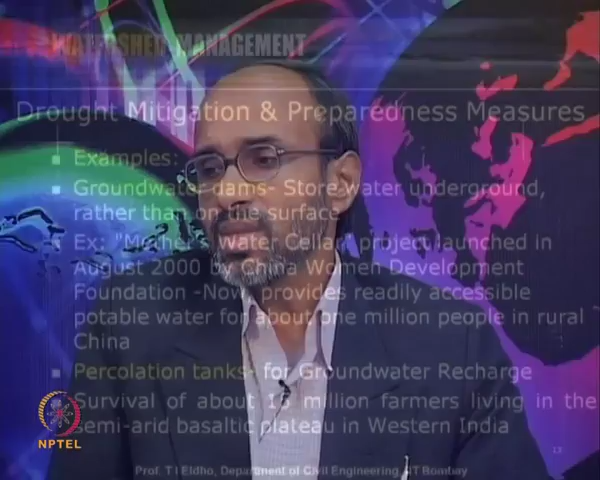 WATERSHED MANAGEMENT
Drought Mitigation & Preparedness Measures
Examples:
Groundwater dams- Store water underground,
rather than on the surface
Ex: "Mothers Water Cellar" project launched in
August 2000 by China Women Development
Foundation -Now provides readily accessible
potable water for about one million people in rural
China
Percolation tanks- for Groundwater Recharge
Survival of about 15 million farmers living in the
semi-arid basaltic plateau in Western India
NPTEL
Prof. T I Eldho, Department of Civil Engineering, IIT Bombay
13